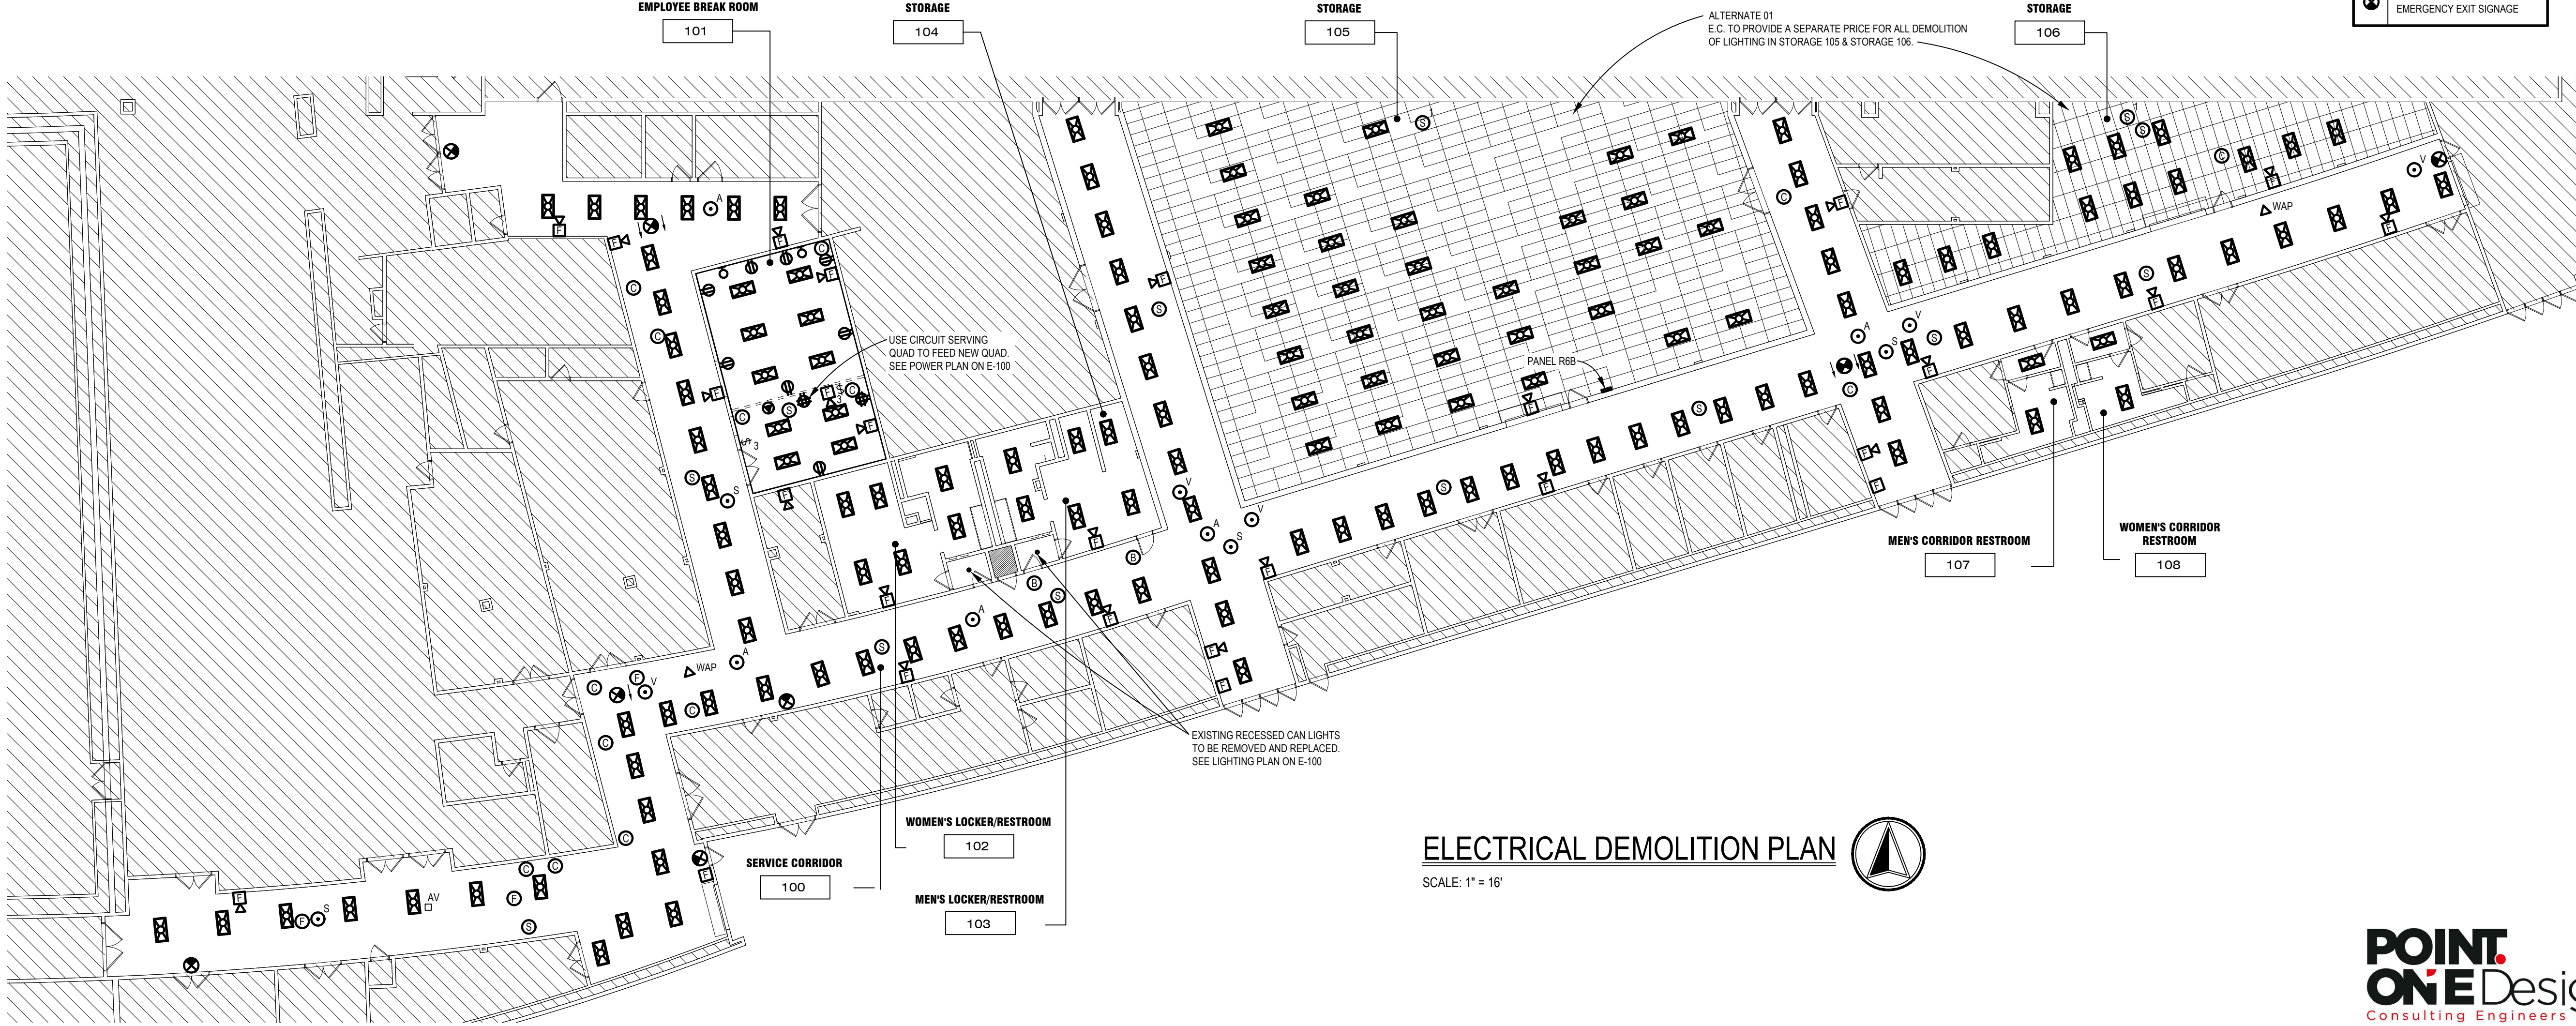 EMPLOYEE BREAK ROOM
101
STORAGE
104
STORAGE
105
ALTERNATE 01
E.C. TO PROVIDE A SEPARATE PRICE FOR ALL DEMOLITION
OF LIGHTING IN STORAGE 105 & STORAGE 106.
STORAGE
106
EMERGENCY EXIT SIGNAGE
USE CIRCUIT SERVING
QUAD TO FEED NEW QUAD.
SEE POWER PLAN ON E-100
PANEL R6B
WAP
WAP
MEN'S CORRIDOR RESTROOM
107
WOMEN'S CORRIDOR
RESTROOM
108
EXISTING RECESSED CAN LIGHTS
TO BE REMOVED AND REPLACED.
SEE LIGHTING PLAN ON E-100
WOMEN'S LOCKER/RESTROOM
102
SERVICE CORRIDOR
100
MEN'S LOCKER/RESTROOM
103
AV
ELECTRICAL DEMOLITION PLAN
SCALE: 1" = 16'
POINT.
ONE Desig
Consulting Engineers